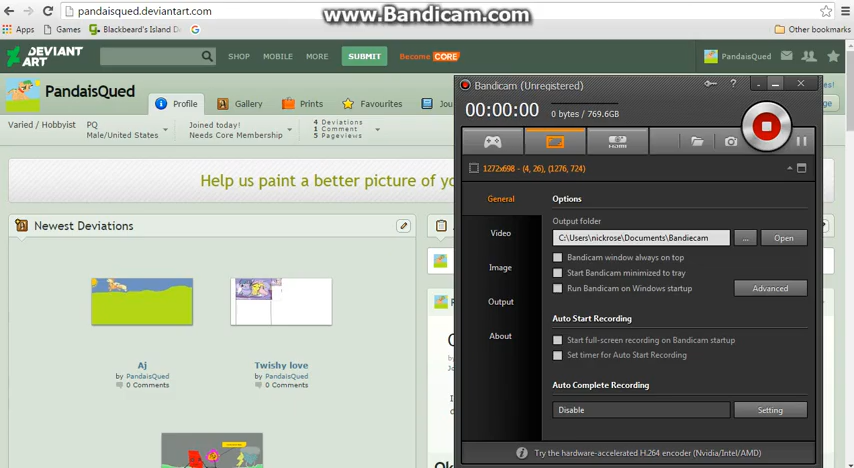 pandaisqued.deviantart.com
www.Bandicam.com
Apps
Games
Blackbeard's Island D
Other bookmarks
DEVIANT
ART
SHOP
MOBILE
MORE
SUBMIT
Become CORE
PandaisQued
PandaisQued
Profile
Gallery
Prints
Favourites
Jou
Varied / Hobbyist
PQ
Male/United States
Joined today!
Needs Core Membership
4 Deviations
1 Comment
5 Pageviews
Help us paint a better picture of yo
Newest Deviations
Aj
by PandaisQued
0 Comments
Twishy love
by PandaisQued
0 Comments
Bandicam (Unregistered)
?
00:00:00
0 bytes / 769.6GB
HDMI
1272x698 - (4, 26), (1276, 724)
General
Video
Image
Output
About
Options
Output folder
C:\Users\nickrose\Documents\Bandiecam
...
Open
Bandicam window always on top
Start Bandicam minimized to tray
Run Bandicam on Windows startup
Advanced
Auto Start Recording
Start full-screen recording on Bandicam startup
Set timer for Auto Start Recording
Auto Complete Recording
Disable
Setting
Try the hardware-accelerated H.264 encoder (Nvidia/Intel/AMD)